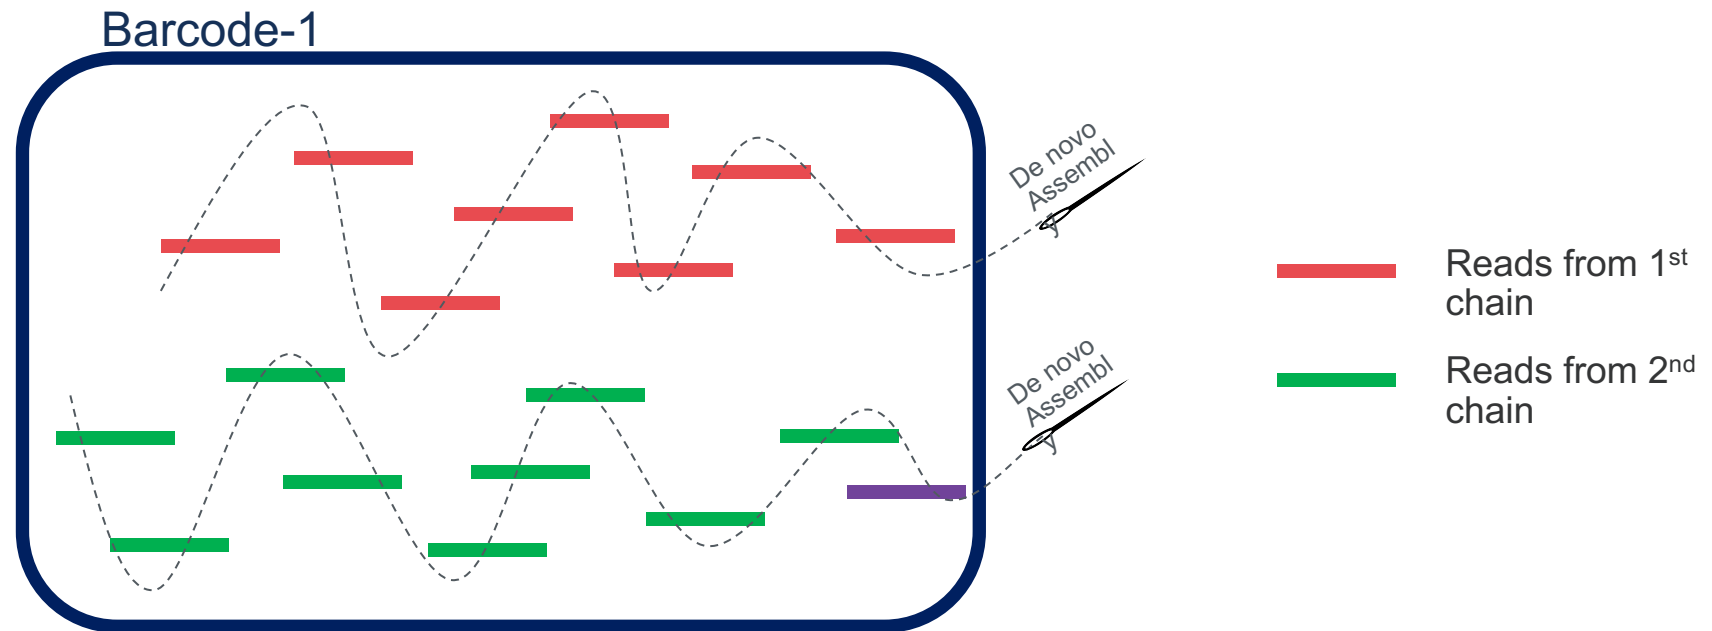 Barcode-1
De novo
Assembl
y
Reads from 1st
chain
De novo
Assembl
y
Reads from 2nd
chain